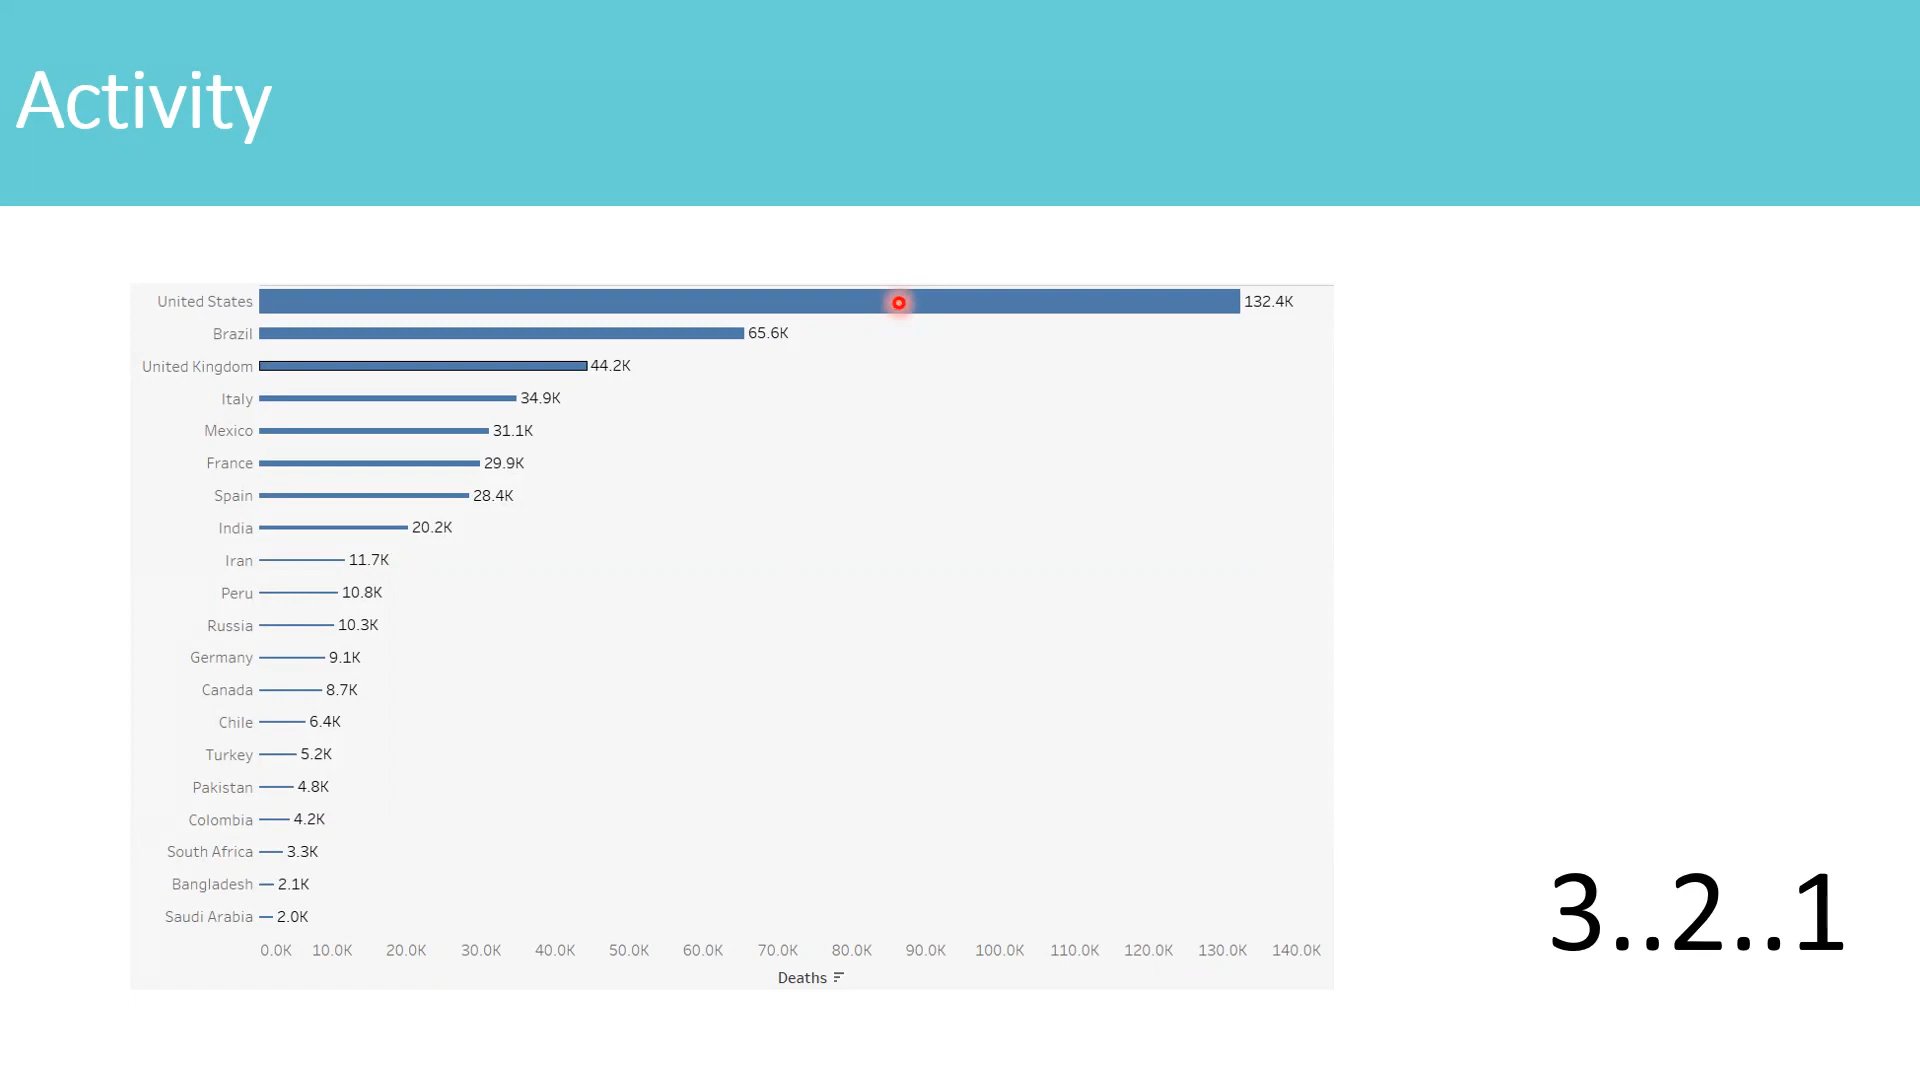 Activity
United States 132.4K
Brazil 65.6K
United Kingdom 44.2K
Italy 34.9K
Mexico 31.1K
France 29.9K
Spain 28.4K
India 20.2K
Iran 11.7K
Peru 10.8K
Russia 10.3K
Germany 9.1K
Canada 8.7K
Chile 6.4K
Turkey 5.2K
Pakistan 4.8K
Colombia 4.2K
South Africa 3.3K
Bangladesh 2.1K
Saudi Arabia 2.0K
0.0K 10.0K 20.0K 30.0K 40.0K 50.0K 60.0K 70.0K 80.0K 90.0K 100.0K 110.0K 120.0K 130.0K 140.0K
Deaths
3..2..1